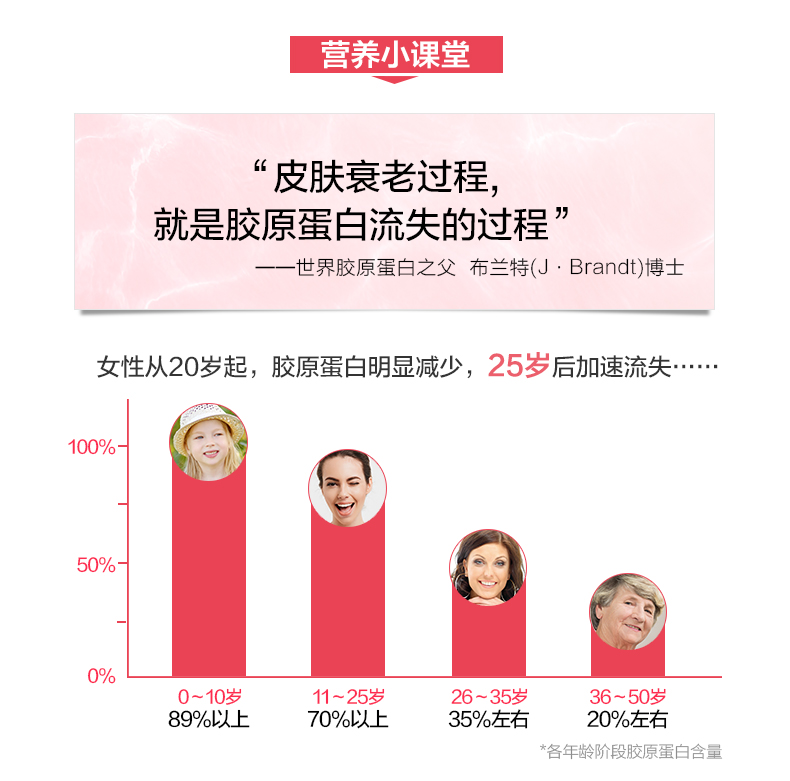 营养小课堂
“皮肤衰老过程,
就是胶原蛋白流失的过程”
——世界胶原蛋白之父 布兰特(J·Brandt)博士
女性从20岁起，胶原蛋白明显减少，25岁后加速流失……
100%
50%
0%
0~10岁 11~25岁 26~35岁 36~50岁
89%以上 70%以上 35%左右 20%左右
*各年龄阶段胶原蛋白含量